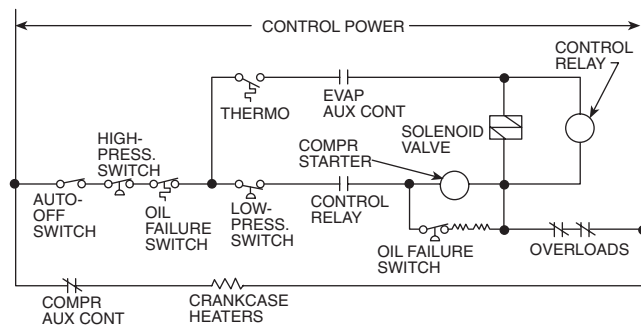 CONTROL POWER
CONTROL
RELAY
THERMO
EVAP
AUX CONT
SOLENOID
VALVE
HIGH-
PRESS.
SWITCH
COMPR
STARTER
AUTO-
OFF
SWITCH
OIL
FAILURE
SWITCH
LOW-
PRESS.
SWITCH
CONTROL
RELAY
OIL FAILURE
SWITCH
OVERLOADS
COMPR
AUX CONT
CRANKCASE
HEATERS